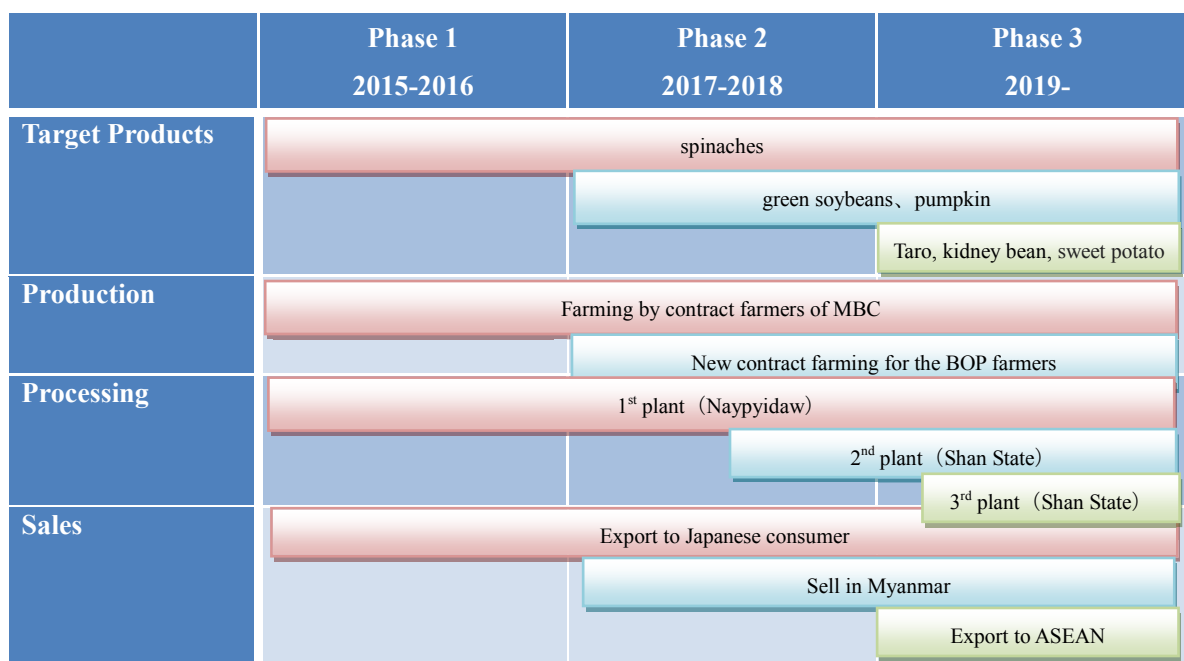 Phase 1
2015-2016
Phase 2
2017-2018
Phase 3
2019-
Target Products
spinaches
green soybeans、pumpkin
Taro, kidney bean, sweet potato
Production
Farming by contract farmers of MBC
New contract farming for the BOP farmers
Processing
1st plant（Naypyidaw）
2nd plant（Shan State）
3rd plant（Shan State）
Sales
Export to Japanese consumer
Sell in Myanmar
Export to ASEAN